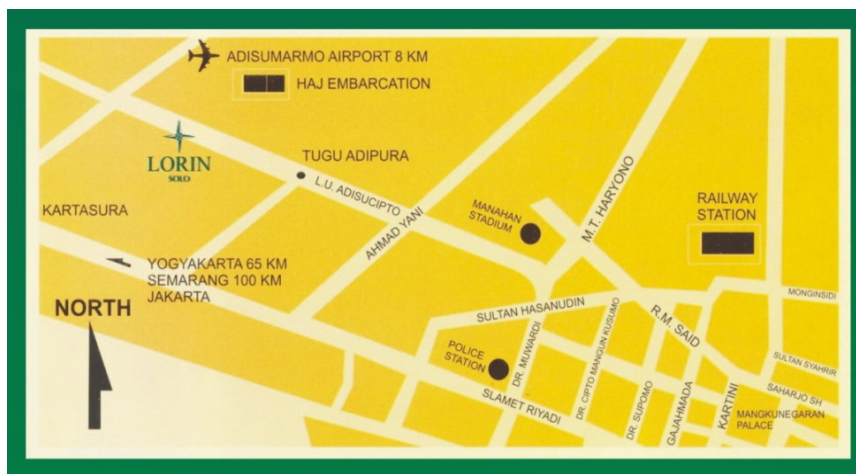 ADISUMARMO AIRPORT 8 KM
HAJ EMBARCATION
LORIN
SOLO
TUGU ADIPURA
L.U. ADISUCIPTO
KARTASURA
AHMAD YANI
MANAHAN
STADIUM
M.T. HARYONO
RAILWAY
STATION
YOGYAKARTA 65 KM
SEMARANG 100 KM
JAKARTA
NORTH
MONGINSIDI
SULTAN HASANUDIN
R.M. SAID
POLICE
STATION
DR. MUWARDI
DR. CIPTO MANGUN KUSUMO
SULTAN SYAHRIR
SLAMET RIYADI
DR. SUPOMO
GAJAHMADA
KARTINI
SAHARJO SH
MANGKUNEGARAN
PALACE